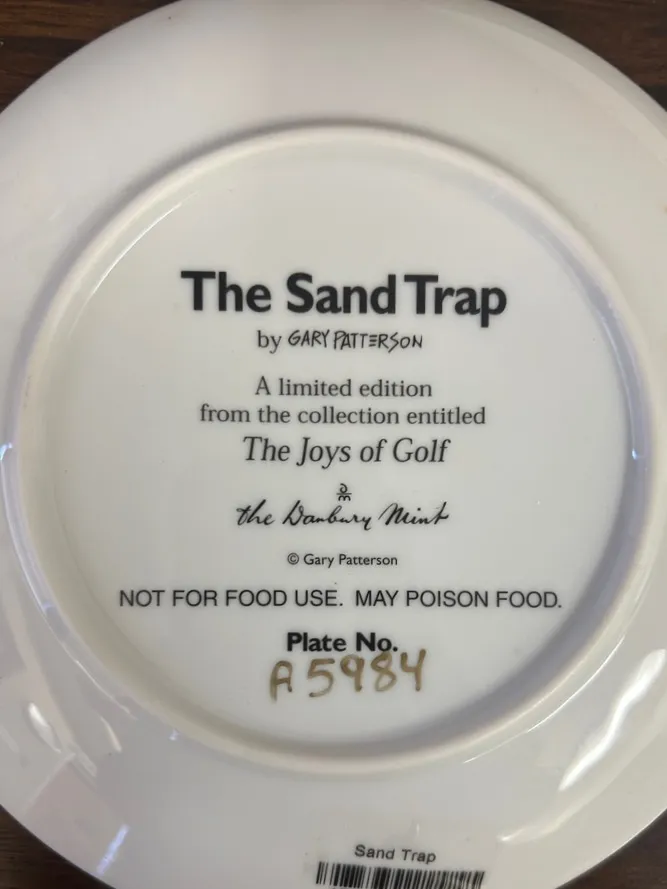 The Sand Trap
by GARY PATTERSON
A limited edition
from the collection entitled
The Joys of Golf
the Danbury Mint
© Gary Patterson
NOT FOR FOOD USE. MAY POISON FOOD.
Plate No.
A5984
Sand Trap